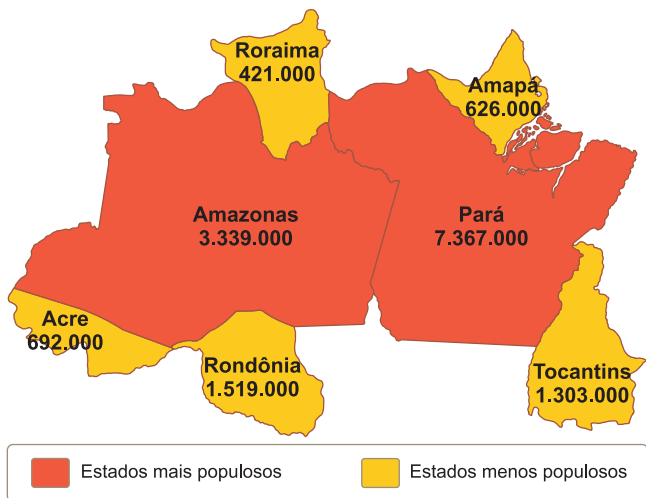 Roraima
421.000
Amapá
626.000
Amazonas
3.339.000
Pará
7.367.000
Acre
692.000
Rondônia
1.519.000
Tocantins
1.303.000
Estados mais populosos
Estados menos populosos